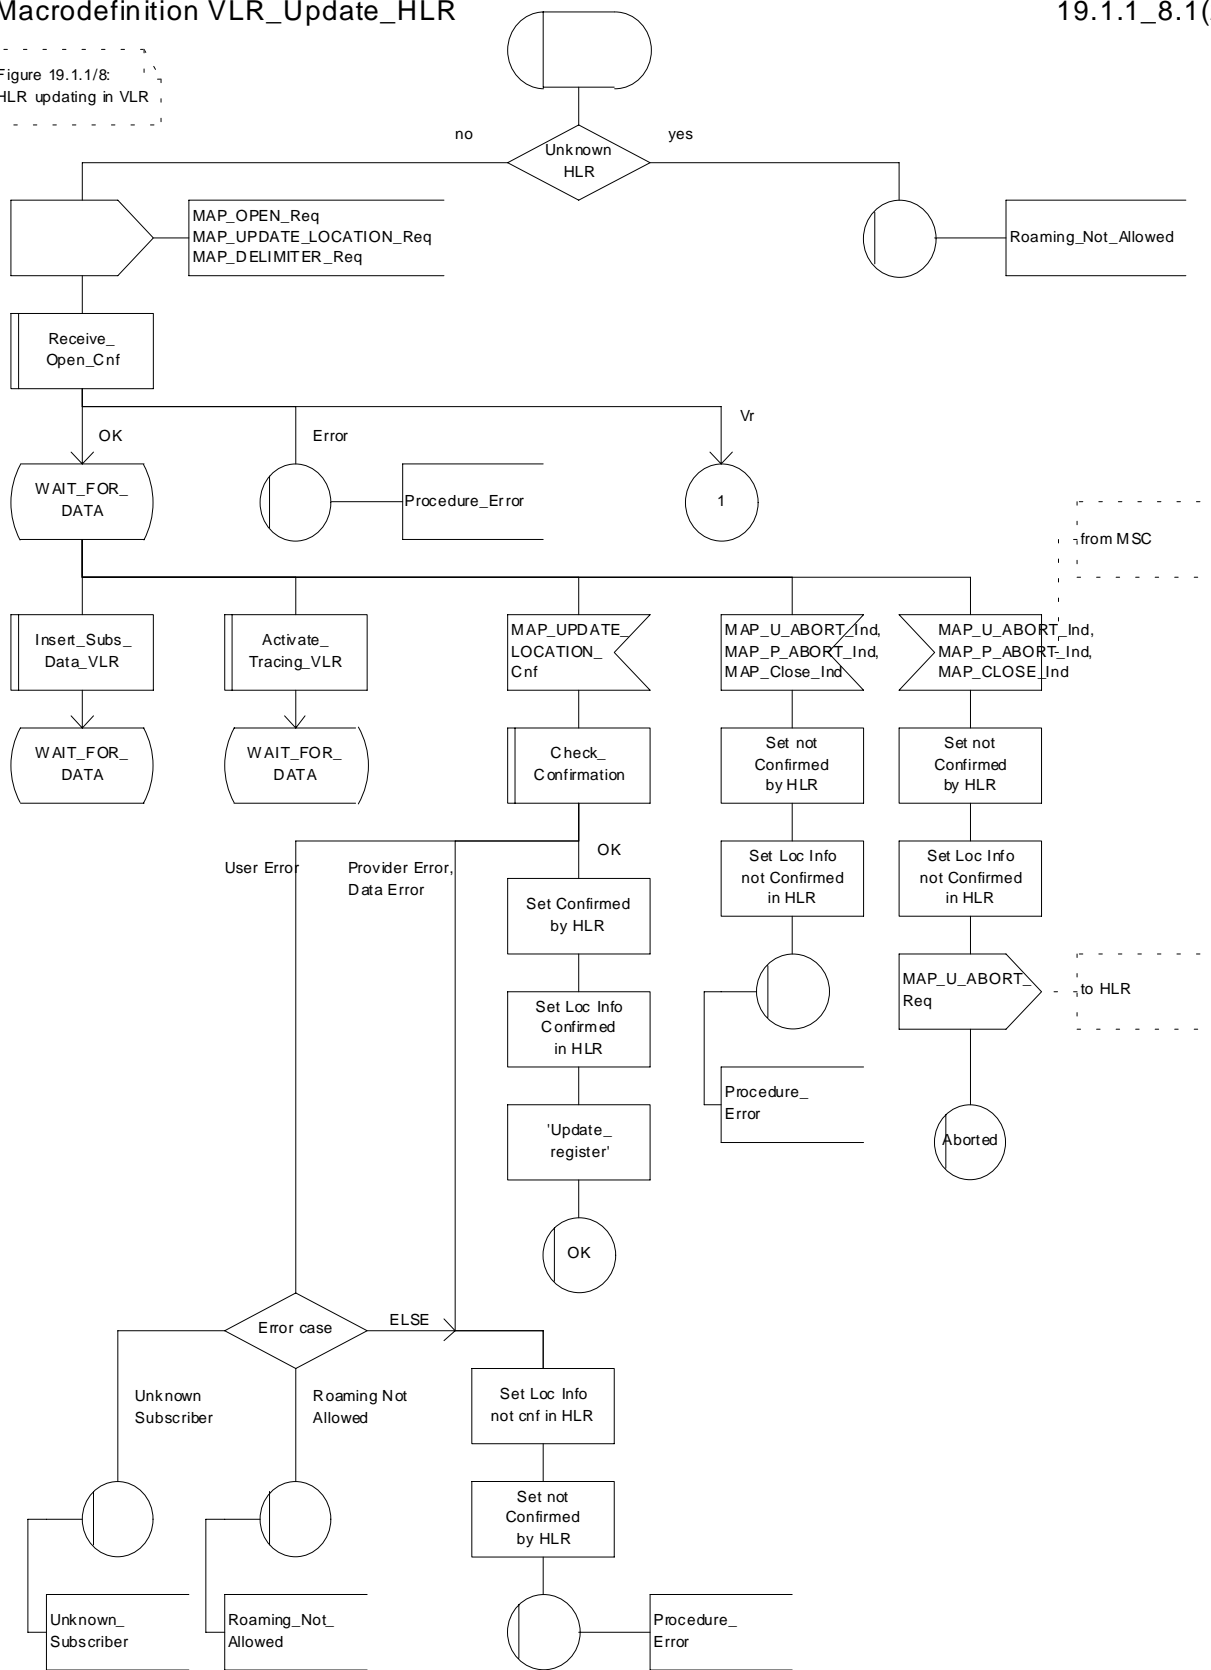 Macrodefinition VLR_Update_HLR
19.1.1_8.1(
Figure 19.1.1/8:
HLR updating in VLR
no
yes
Unknown
HLR
MAP_OPEN_Req
MAP_UPDATE_LOCATION_Req
MAP_DELIMITER_Req
Roaming_Not_Allowed
Receive_
Open_Cnf
OK
Error
Vr
WAIT_FOR_
DATA
Procedure_Error
1
from MSC
Insert_Subs_
Data_VLR
Activate_
Tracing_VLR
MAP_UPDATE_
LOCATION_
Cnf
MAP_U_ABORT_Ind,
MAP_P_ABORT_Ind,
MAP_Close_Ind
MAP_U_ABORT_Ind,
MAP_P_ABORT_Ind,
MAP_CLOSE_Ind
WAIT_FOR_
DATA
WAIT_FOR_
DATA
Check_
Confirmation
Set not
Confirmed
by HLR
Set not
Confirmed
by HLR
User Error
Provider Error,
Data Error
OK
Set Loc Info
not Confirmed
in HLR
Set Loc Info
not Confirmed
in HLR
Set Confirmed
by HLR
MAP_U_ABORT_
Req
to HLR
Set Loc Info
Confirmed
in HLR
Procedure_
Error
'Update_
register'
Aborted
OK
Error case
ELSE
Unknown
Subscriber
Roaming Not
Allowed
Set Loc Info
not cnf in HLR
Set not
Confirmed
by HLR
Unknown_
Subscriber
Roaming_Not_
Allowed
Procedure_
Error